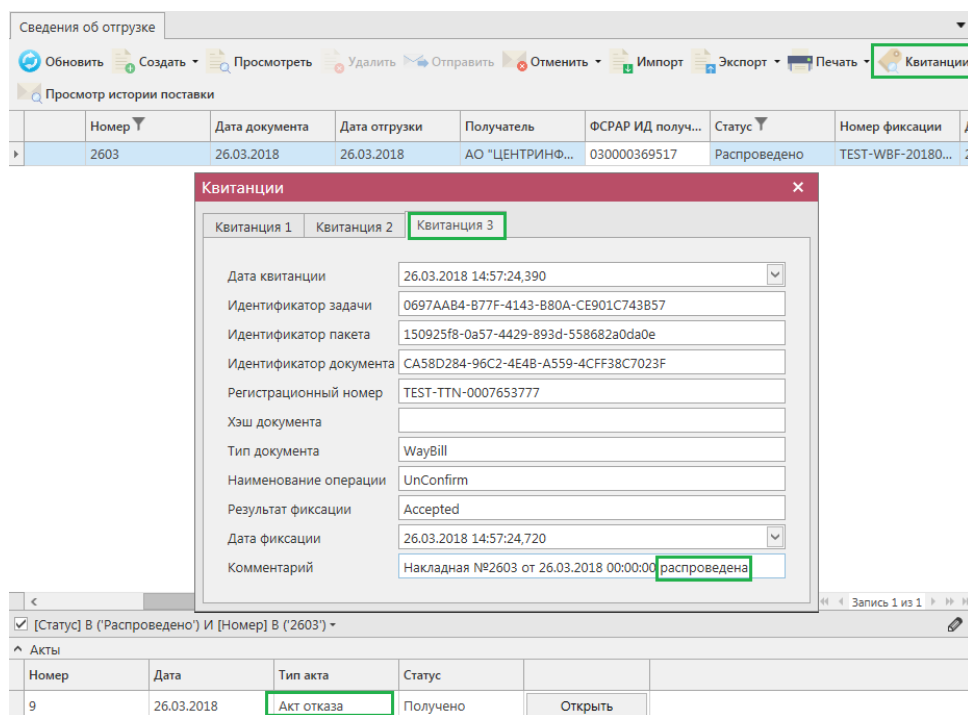 Сведения об отгрузке
Обновить Создать Просмотреть Удалить Отправить Отменить Импорт Экспорт Печать Квитанции
Просмотр истории поставки
Номер Дата документа Дата отгрузки Получатель ФСРАР ИД получ... Статус Номер фиксации
2603 26.03.2018 26.03.2018 АО "ЦЕНТРИНФ... 030000369517 Распроведено TEST-WBF-20180...
Квитанции
Квитанция 1 Квитанция 2 Квитанция 3
Дата квитанции 26.03.2018 14:57:24,390
Идентификатор задачи 0697AAB4-B77F-4143-B80A-CE901C743B57
Идентификатор пакета 150925f8-0a57-4429-893d-558682a0da0e
Идентификатор документа CA58D284-96C2-4E4B-A559-4CFF38C7023F
Регистрационный номер TEST-TTN-0007653777
Хэш документа
Тип документа WayBill
Наименование операции UnConfirm
Результат фиксации Accepted
Дата фиксации 26.03.2018 14:57:24,720
Комментарий Накладная №2603 от 26.03.2018 00:00:00 распроведена
Запись 1 из 1
[Статус] В ('Распроведено') И [Номер] В ('2603')
Акты
Номер Дата Тип акта Статус
9 26.03.2018 Акт отказа Получено Открыть